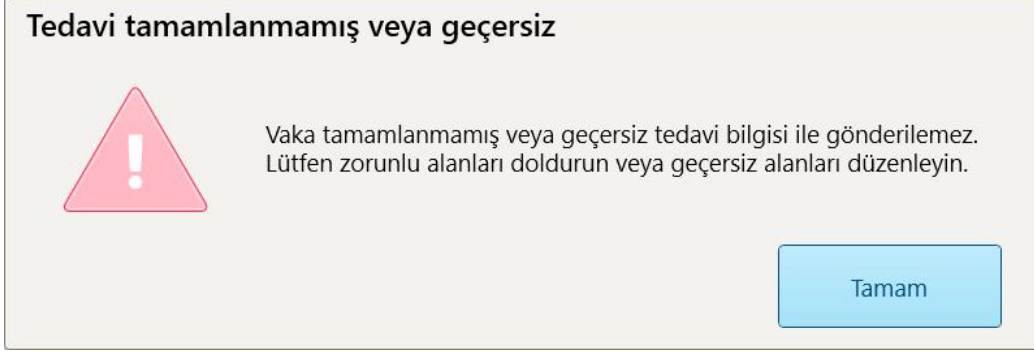 Tedavi tamamlanmamış veya geçersiz
Vaka tamamlanmamış veya geçersiz tedavi bilgisi ile gönderilemez.
Lütfen zorunlu alanları doldurun veya geçersiz alanları düzenleyin.
Tamam